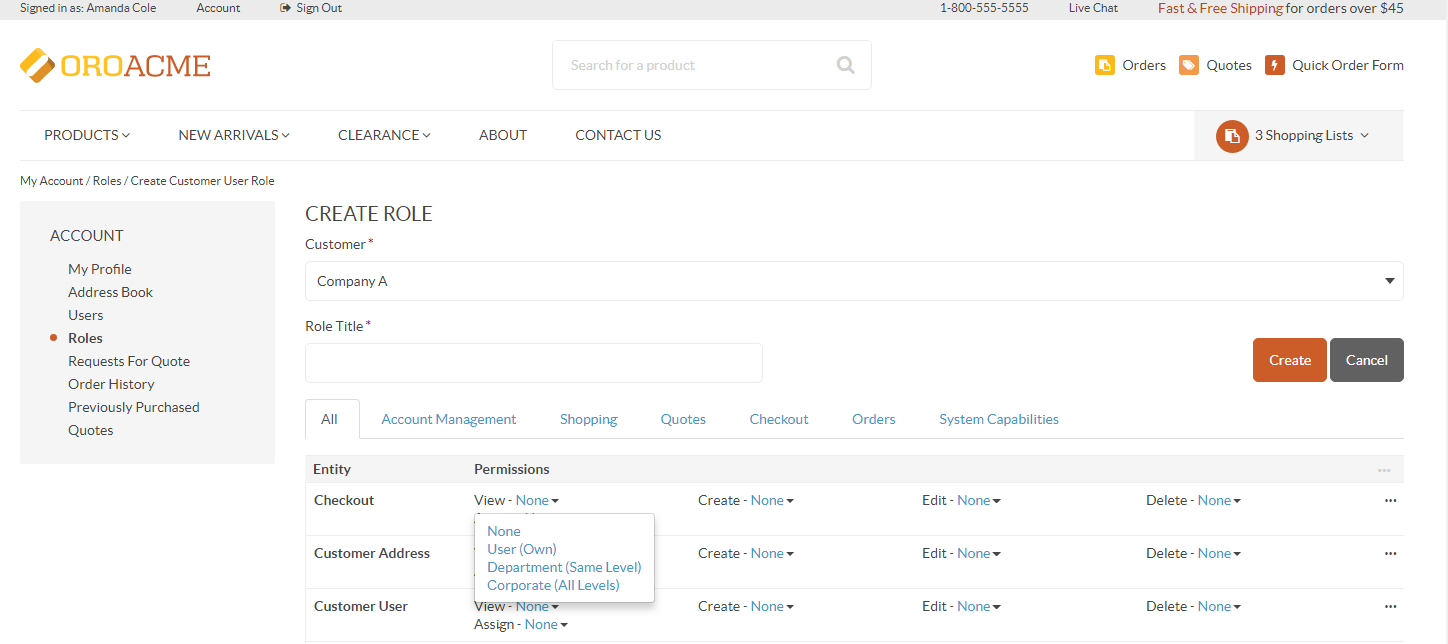 Signed in as: Amanda Cole Account Sign Out 1-800-555-5555 Live Chat Fast & Free Shipping for orders over $45
OROACME Search for a product Orders Quotes Quick Order Form
PRODUCTS NEW ARRIVALS CLEARANCE ABOUT CONTACT US 3 Shopping Lists
My Account / Roles / Create Customer User Role
ACCOUNT
My Profile
Address Book
Users
Roles
Requests For Quote
Order History
Previously Purchased
Quotes
CREATE ROLE
Customer*
Company A
Role Title*
Create Cancel
All Account Management Shopping Quotes Checkout Orders System Capabilities
Entity Permissions ...
Checkout View - None Create - None Edit - None Delete - None ...
None
User (Own)
Department (Same Level)
Corporate (All Levels)
Customer Address Create - None Edit - None Delete - None ...
Customer User View - None Create - None Edit - None Delete - None ...
Assign - None